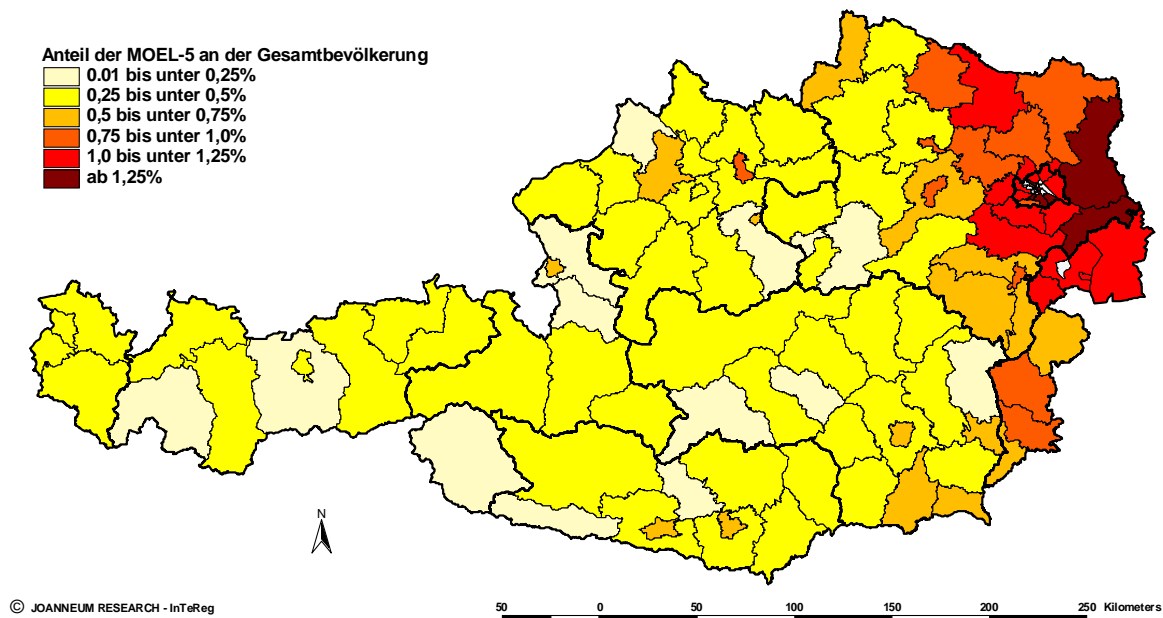 Anteil der MOEL-5 an der Gesamtbevölkerung
0.01 bis unter 0,25%
0,25 bis unter 0,5%
0,5 bis unter 0,75%
0,75 bis unter 1,0%
1,0 bis unter 1,25%
ab 1,25%
N
© JOANNEUM RESEARCH - InTeReg
50 0 50 100 150 200 250 Kilometers